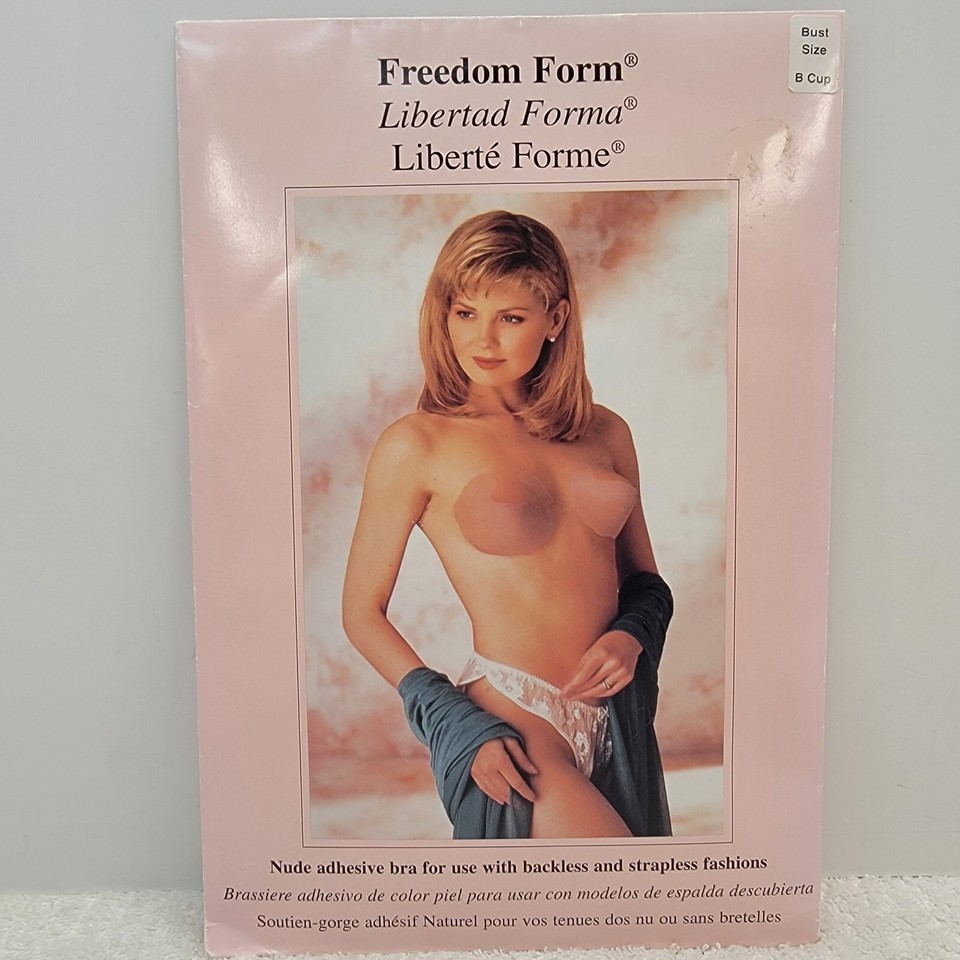 Bust
Size
B Cup
Freedom Form®
Libertad Forma®
Liberté Forme®
Nude adhesive bra for use with backless and strapless fashions
Brassiere adhesivo de color piel para usar con modelos de espalda descubierta
Soutien-gorge adhésif Naturel pour vos tenues dos nu ou sans bretelles